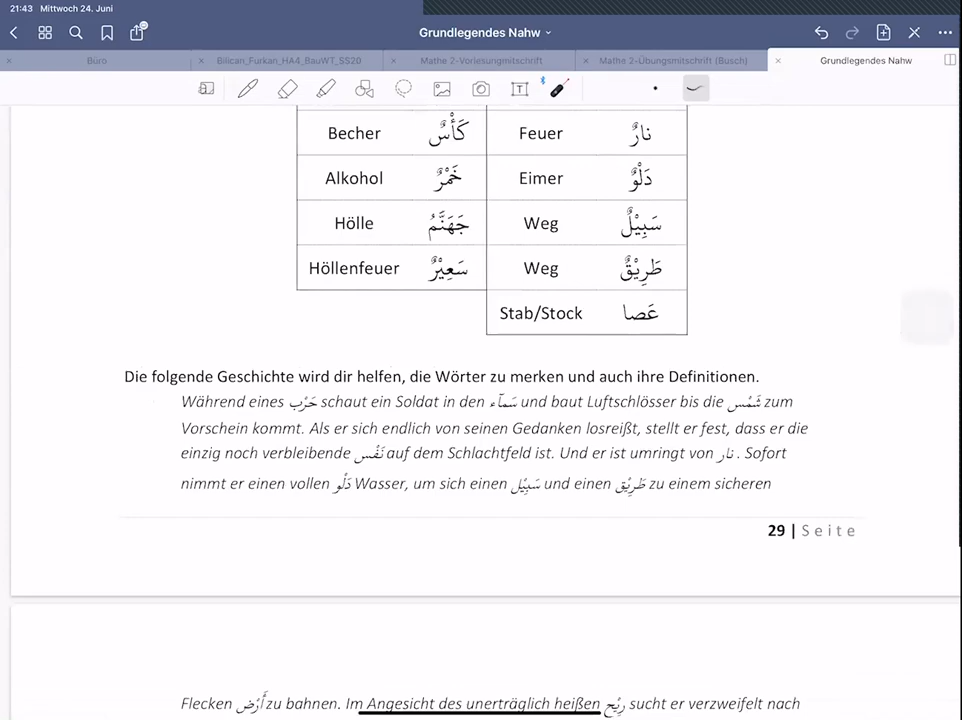 21:43 Mittwoch 24. Juni
Grundlegendes Nahw
Büro
Bilican_Furkan_HA4_BauWT_SS20
Mathe 2-Vorlesungmitschrift
Mathe 2-Übungsmitschrift (Busch)
Grundlegendes Nahw
Becher كَأْسٌ Feuer نارٌ
Alkohol خَمْرٌ Eimer دَلْوٌ
Hölle جَهَنَّمُ Weg سَبِيْلٌ
Höllenfeuer سَعِيْرٌ Weg طَرِيْقٌ
Stab/Stock عَصا
Die folgende Geschichte wird dir helfen, die Wörter zu merken und auch ihre Definitionen.
Während eines حَرْب schaut ein Soldat in den سَمآء und baut Luftschlösser bis die شَمْس zum
Vorschein kommt. Als er sich endlich von seinen Gedanken losreißt, stellt er fest, dass er die
einzig noch verbleibende نَفْس auf dem Schlachtfeld ist. Und er ist umringt von نار . Sofort
nimmt er einen vollen دَلْو Wasser, um sich einen سَبِيْل und einen طَرِيْق zu einem sicheren
29 | Seite
Flecken أَرْض zu bahnen. Im Angesicht des unerträglich heißen رِيْح sucht er verzweifelt nach